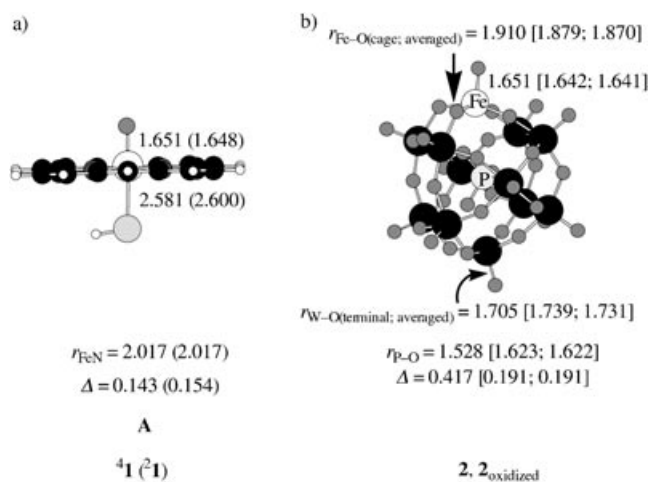 a)
1.651 (1.648)
2.581 (2.600)
r_FeN = 2.017 (2.017)
Δ = 0.143 (0.154)
A
⁴1 (²1)
b)
r_Fe–O(cage; averaged) = 1.910 [1.879; 1.870]
1.651 [1.642; 1.641]
Fe
P
r_W–O(terminal; averaged) = 1.705 [1.739; 1.731]
r_P–O = 1.528 [1.623; 1.622]
Δ = 0.417 [0.191; 0.191]
2, 2_oxidized